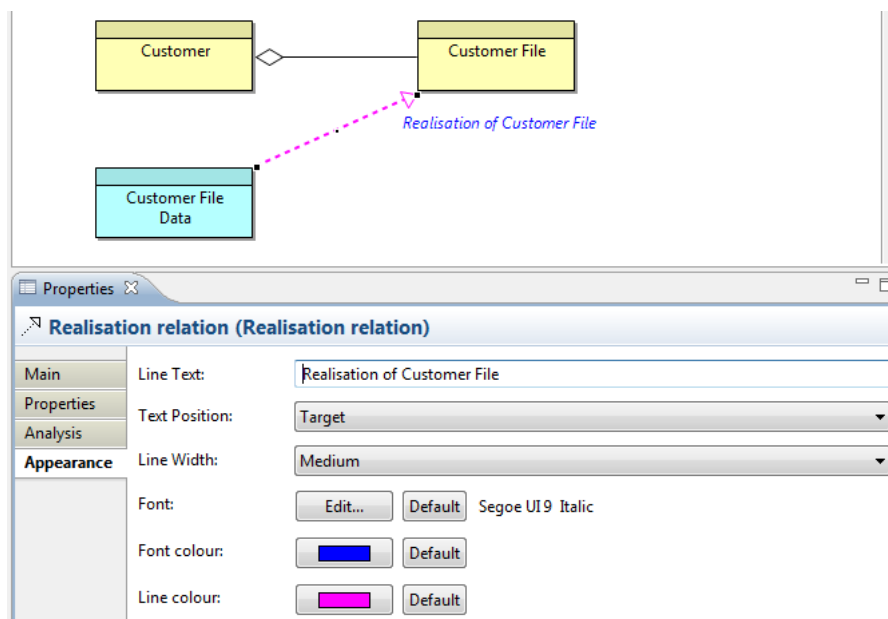 Customer
Customer File
Realisation of Customer File
Customer File
Data
Properties
Realisation relation (Realisation relation)
Main
Properties
Analysis
Appearance
Line Text:
Realisation of Customer File
Text Position:
Target
Line Width:
Medium
Font:
Edit...
Default
Segoe UI 9 Italic
Font colour:
Default
Line colour:
Default